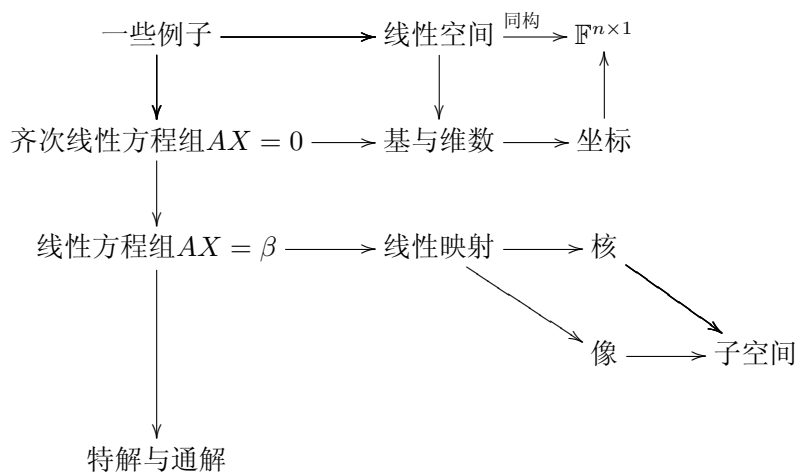 一些例子 线性空间 同构 𝔽ⁿˣ¹
齐次线性方程组AX = 0 基与维数 坐标
线性方程组AX = β 线性映射 核
像 子空间
特解与通解